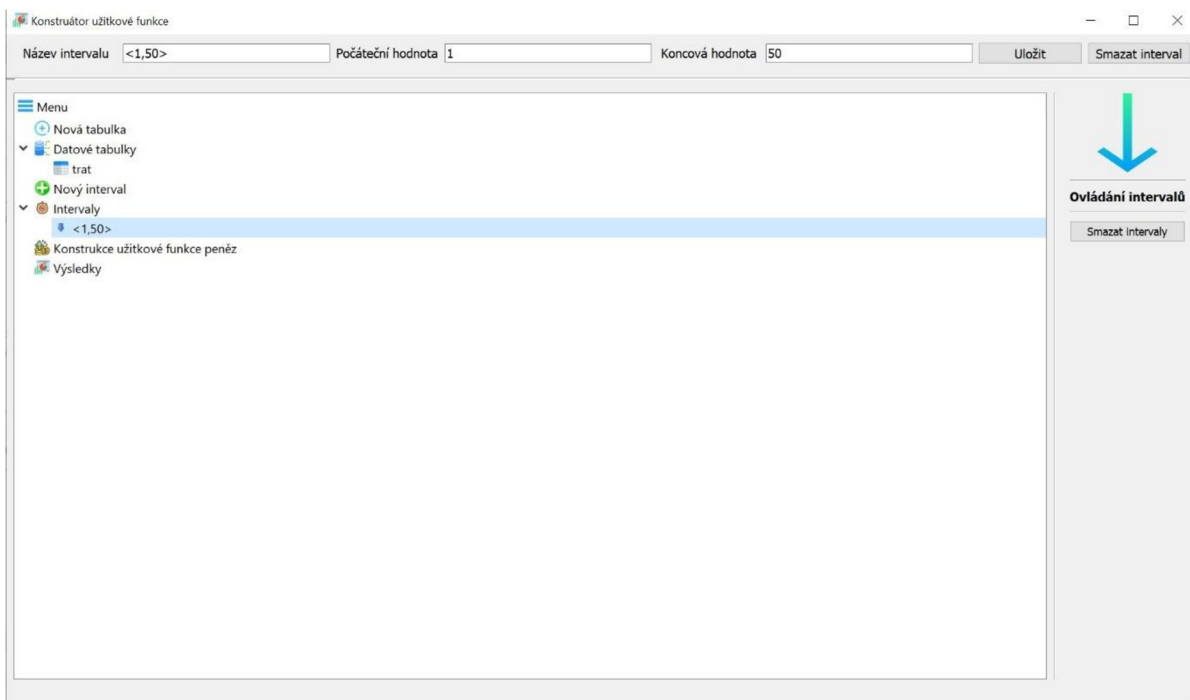 Konstruátor užitkové funkce
Název intervalu <1,50> Počáteční hodnota 1 Koncová hodnota 50 Uložit Smazat interval
Menu
Nová tabulka
Datové tabulky
trat
Nový interval
Intervaly
<1,50>
Konstrukce užitkové funkce peněz
Výsledky
Ovládání intervalů
Smazat intervaly